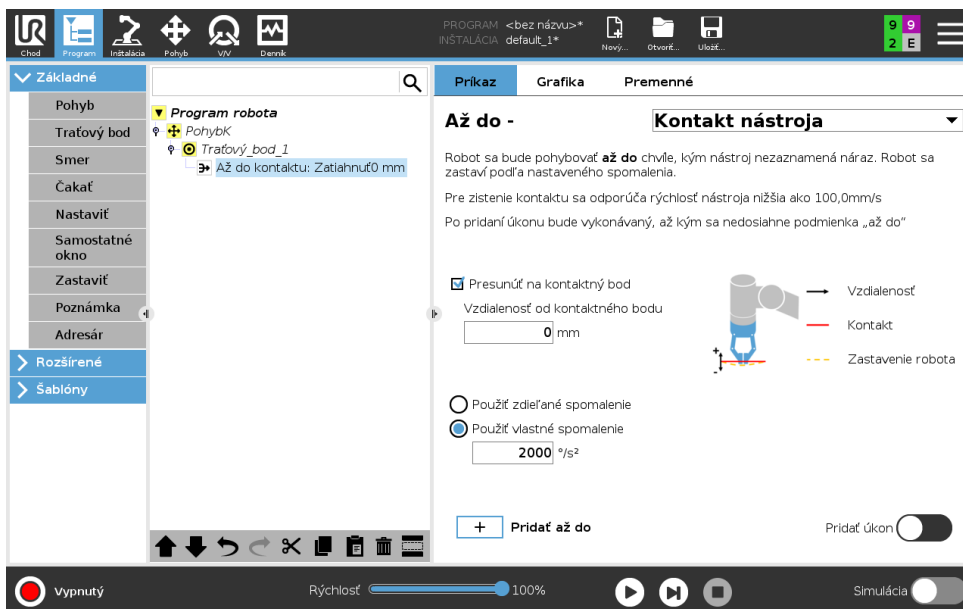 UR
Chod
Program
Inštalácia
Pohyb
V/V
Denník
PROGRAM <bez názvu>*
INŠTALÁCIA default_1*
Nový...
Otvoriť...
Uložiť...
9 9
2 E
Základné
Pohyb
Traťový bod
Smer
Čakať
Nastaviť
Samostatné
okno
Zastaviť
Poznámka
Adresár
Rozšírené
Šablóny
Program robota
PohybK
Traťový_bod_1
Až do kontaktu: Zatiahnuť0 mm
Príkaz
Grafika
Premenné
Až do -
Kontakt nástroja
Robot sa bude pohybovať až do chvíle, kým nástroj nezaznamená náraz. Robot sa
zastaví podľa nastaveného spomalenia.
Pre zistenie kontaktu sa odporúča rýchlosť nástroja nižšia ako 100,0mm/s
Po pridaní úkonu bude vykonávaný, až kým sa nedosiahne podmienka „až do“
Presunúť na kontaktný bod
Vzdialenosť od kontaktného bodu
0 mm
Vzdialenosť
Kontakt
Zastavenie robota
Použiť zdieľané spomalenie
Použiť vlastné spomalenie
2000 °/s²
+ Pridať až do
Pridať úkon
Vypnutý
Rýchlosť
100%
Simulácia